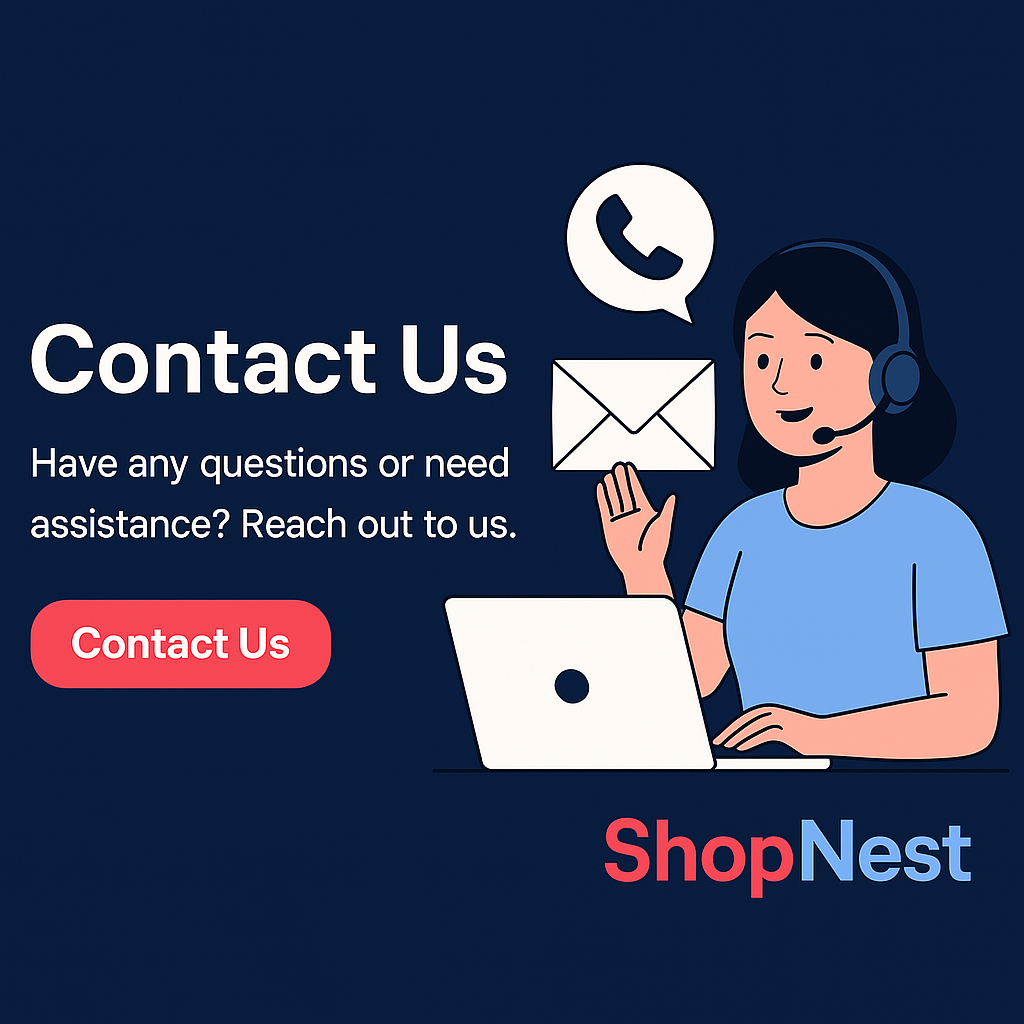 Contact Us
Have any questions or need
assistance? Reach out to us.
Contact Us
ShopNest